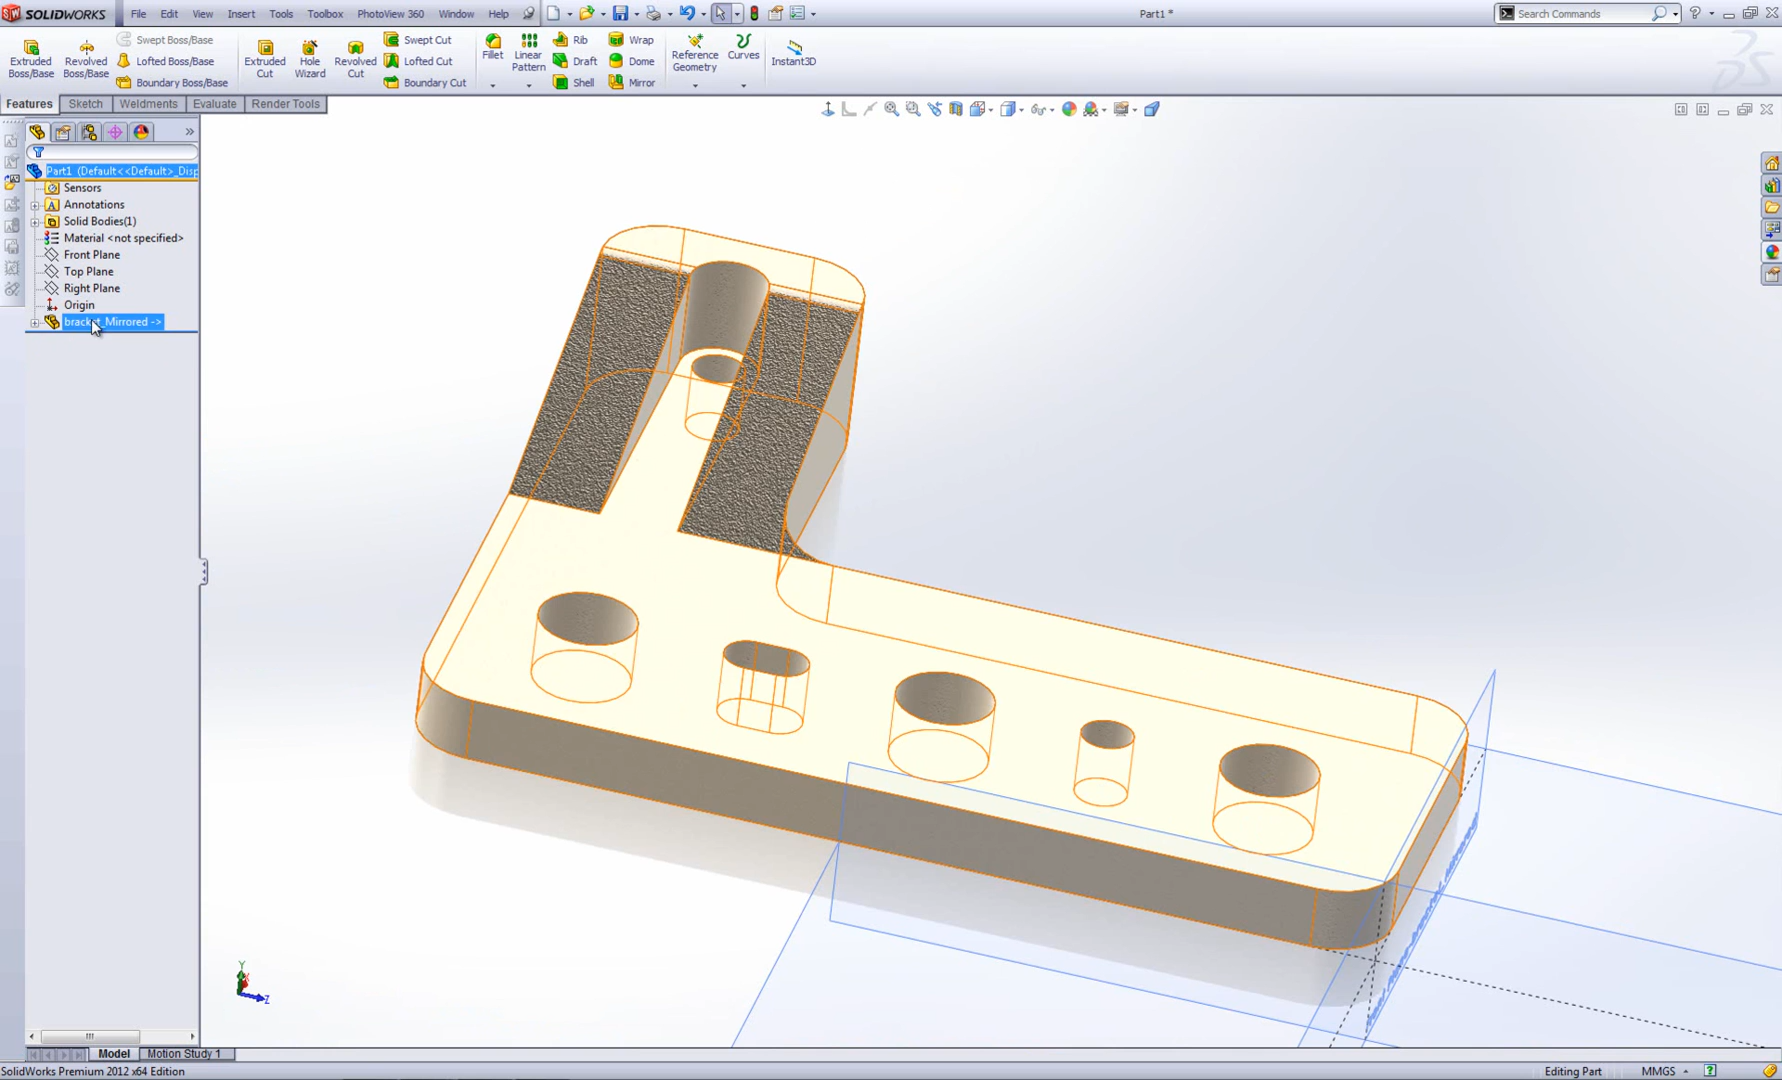 SOLIDWORKS File Edit View Insert Tools Toolbox PhotoView 360 Window Help Part1 * Search Commands
Extruded Boss/Base Revolved Boss/Base Swept Boss/Base Lofted Boss/Base Boundary Boss/Base Extruded Cut Hole Wizard Revolved Cut Swept Cut Lofted Cut Boundary Cut Fillet Linear Pattern Rib Draft Shell Wrap Dome Mirror Reference Geometry Curves Instant3D
Features Sketch Weldments Evaluate Render Tools
Part1 (Default<<Default>_Disp
Sensors
Annotations
Solid Bodies(1)
Material <not specified>
Front Plane
Top Plane
Right Plane
Origin
Mirrored ->
Y
Z
Model Motion Study 1
SolidWorks Premium 2012 x64 Edition Editing Part MMGS